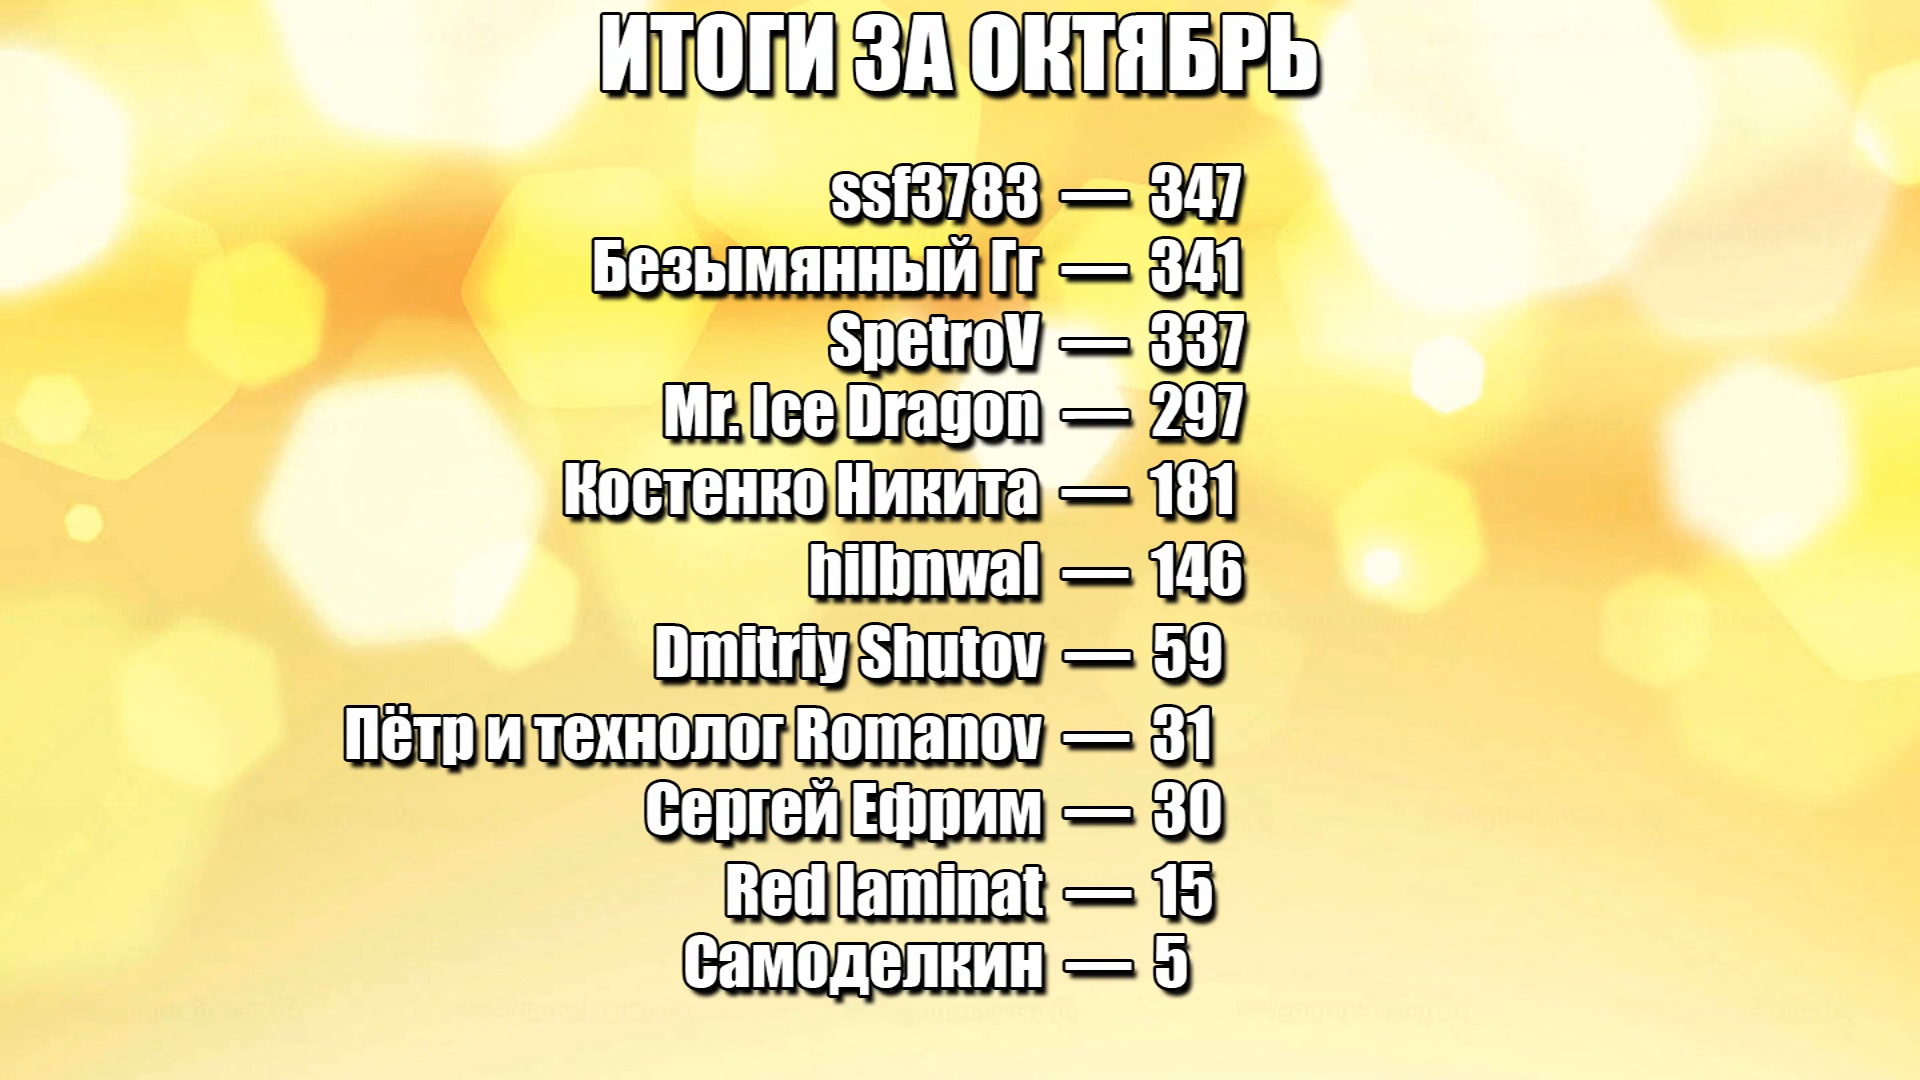 ИТОГИ ЗА ОКТЯБРЬ
ssf3783 — 347
Безымянный Гг — 341
SpetroV — 337
Mr. Ice Dragon — 297
Костенко Никита — 181
hilbnwal — 146
Dmitriy Shutov — 59
Пётр и технолог Romanov — 31
Сергей Ефрим — 30
Red laminat — 15
Самоделкин — 5